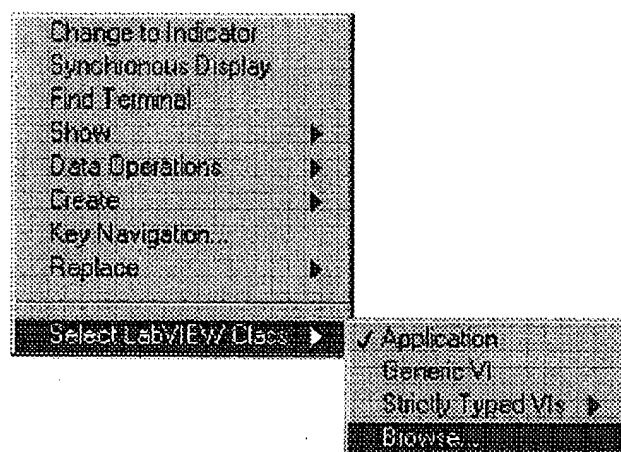 Change to Indicator
Synchronous Display
Find Terminal
Show
Data Operations
Create
Key Navigation...
Replace
Select LabVIEW Class
✓ Application
Generic VI
Strictly Typed VIs
Browse...